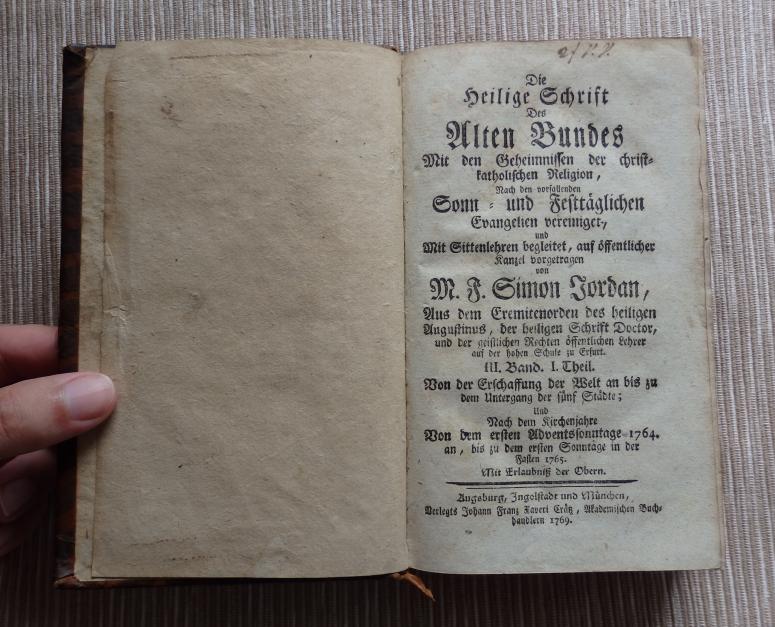 Die
Heilige Schrift
Des
Alten Bundes
Mit den Geheimnissen der christ-
katholischen Religion,
Nach den vorfallenden
Sonn- und Festtäglichen
Evangelien vereiniget,
und
Mit Sittenlehren begleitet, auf öffentlicher
Kanzel vorgetragen
von
M. F. Simon Jordan,
Aus dem Eremitenorden des heiligen
Augustinus, der heiligen Schrift Doctor,
und der geistlichen Rechten öffentlichen Lehrer
auf der hohen Schule zu Erfurt.
III. Band. I. Theil.
Von der Erschaffung der Welt an bis zu
dem Untergang der fünf Städte;
Und
Nach dem Kirchenjahre
Von dem ersten Adventssonntage 1764.
an, bis zu dem ersten Sonntage in der
Fasten 1765.
Mit Erlaubniß der Obern.
Augsburg, Ingolstadt und München,
Verlegts Johann Franz Xaveri Crätz, Akademischen Buch-
handlern 1769.